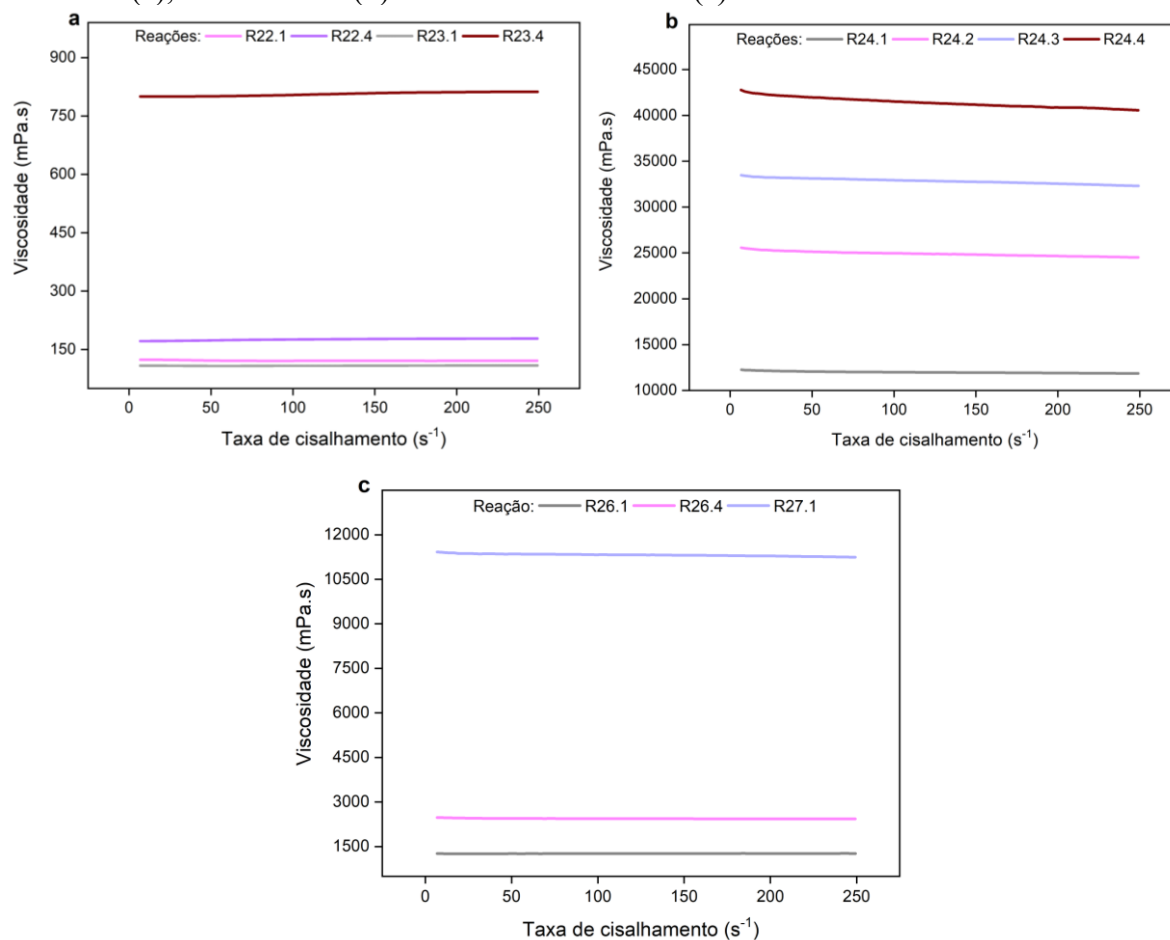 a
Reações: R22.1 R22.4 R23.1 R23.4
Viscosidade (mPa.s)
900
750
600
450
300
150
0 50 100 150 200 250
Taxa de cisalhamento (s⁻¹)
b
Reações: R24.1 R24.2 R24.3 R24.4
Viscosidade (mPa.s)
45000
40000
35000
30000
25000
20000
15000
10000
0 50 100 150 200 250
Taxa de cisalhamento (s⁻¹)
c
Reação: R26.1 R26.4 R27.1
Viscosidade (mPa.s)
12000
10500
9000
7500
6000
4500
3000
1500
0 50 100 150 200 250
Taxa de cisalhamento (s⁻¹)